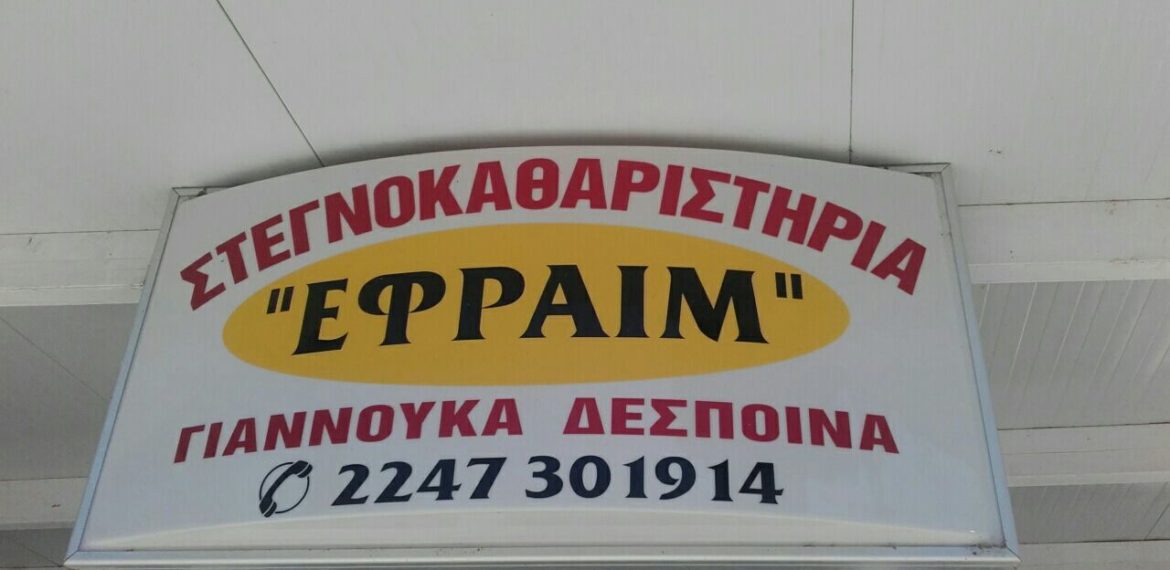 ΣΤΕΓΝΟΚΑΘΑΡΙΣΤΗΡΙΑ
"ΕΦΡΑΙΜ"
ΓΙΑΝΝΟΥΚΑ ΔΕΣΠΟΙΝΑ
2247 301914